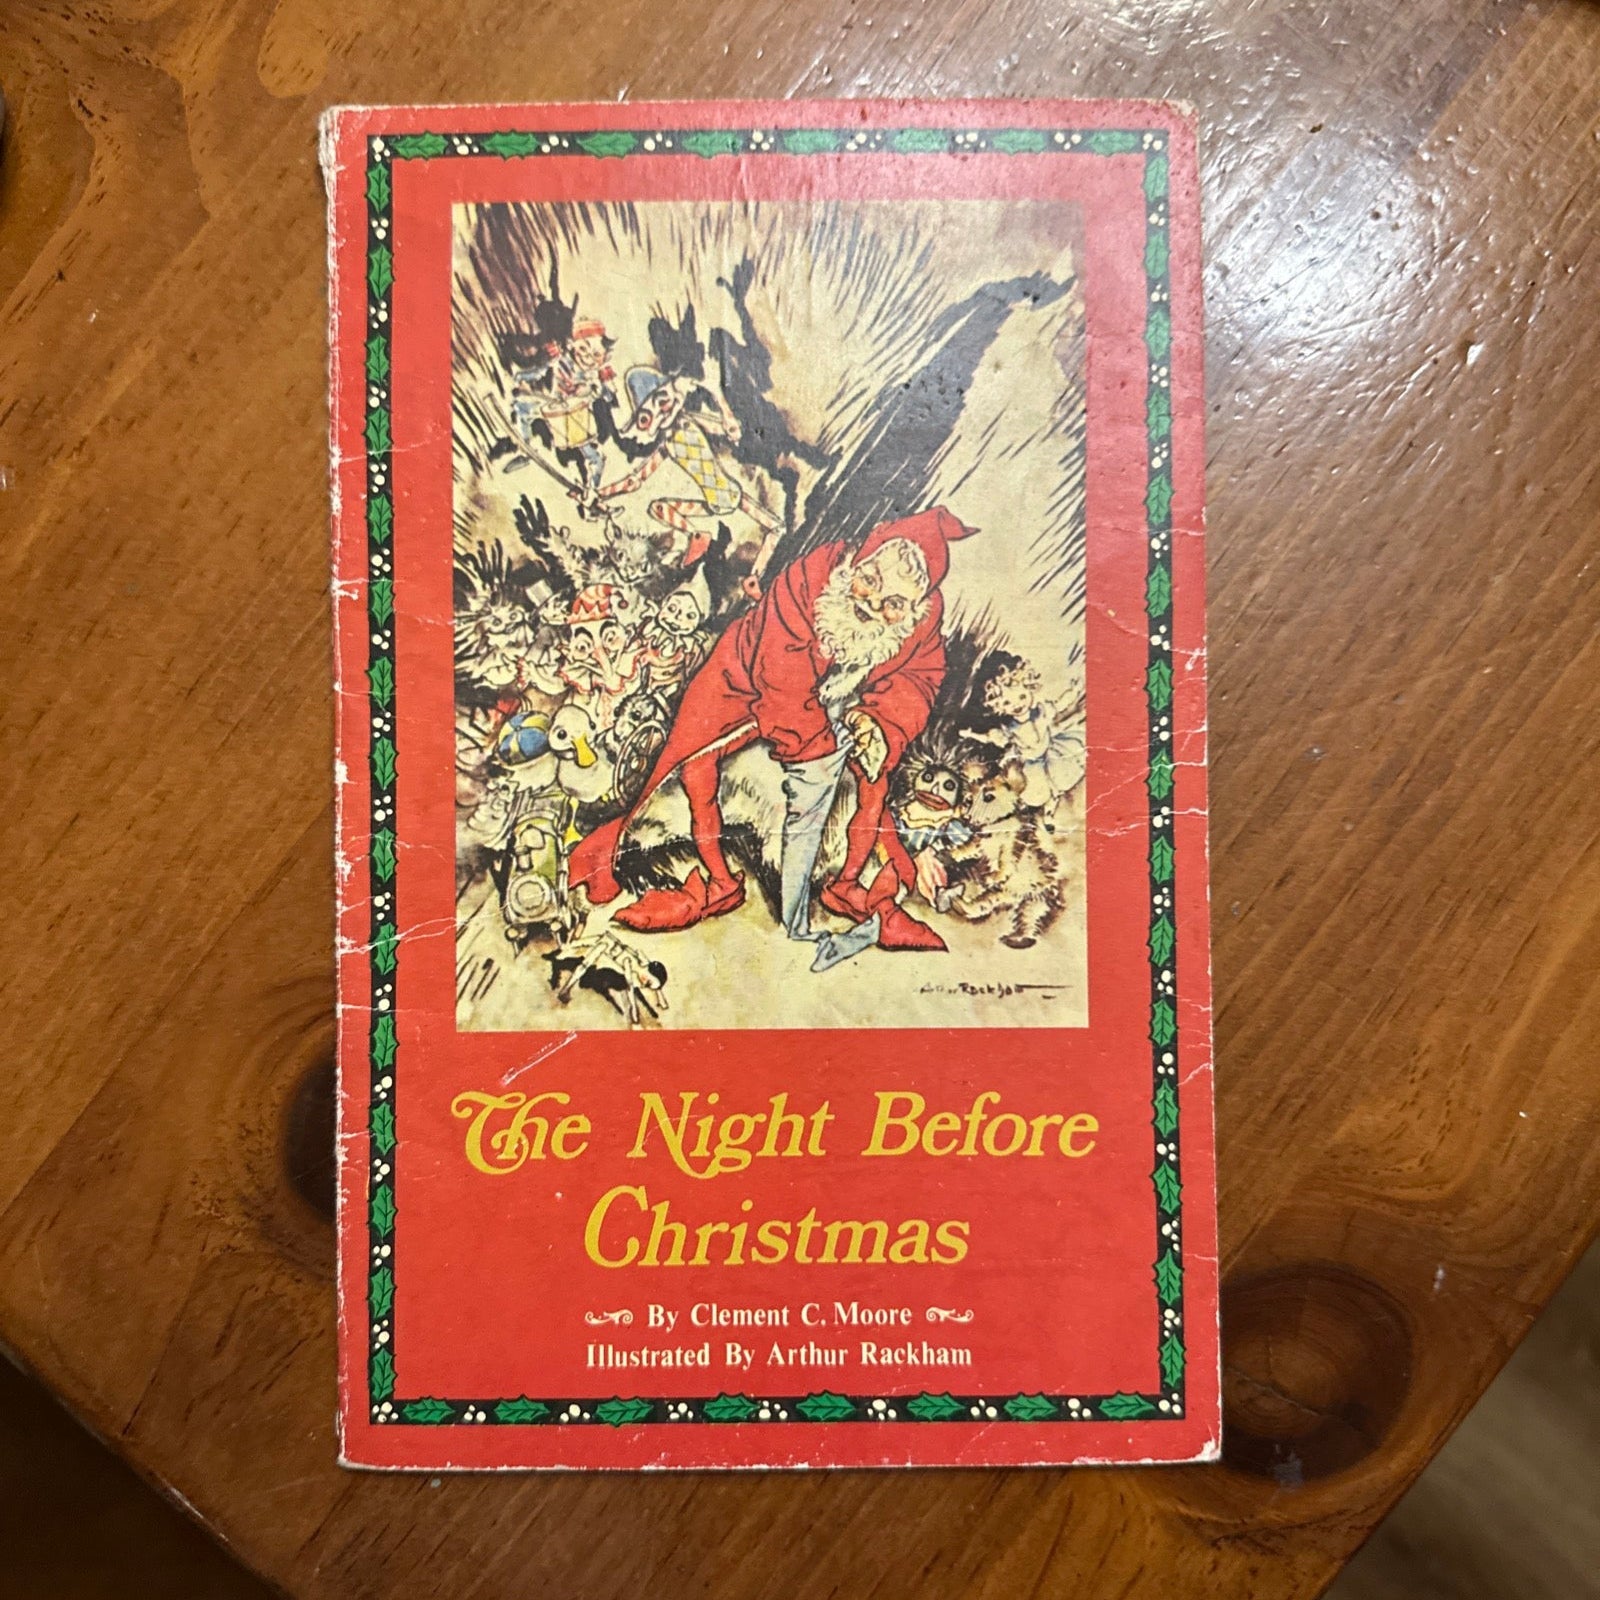 Arthur Rackham
The Night Before
Christmas
By Clement C. Moore
Illustrated By Arthur Rackham